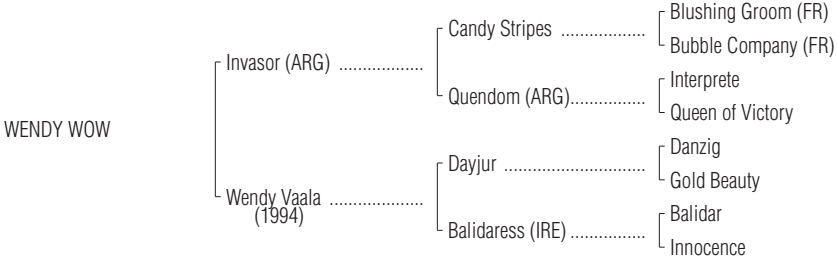 Blushing Groom (FR)
Candy Stripes ..................
Bubble Company (FR)
Invasor (ARG) ..................
Interprete
Quendom (ARG)................
Queen of Victory
WENDY WOW
Danzig
Dayjur ..............................
Gold Beauty
Wendy Vaala ....................
(1994)
Balidar
Balidaress (IRE) ................
Innocence